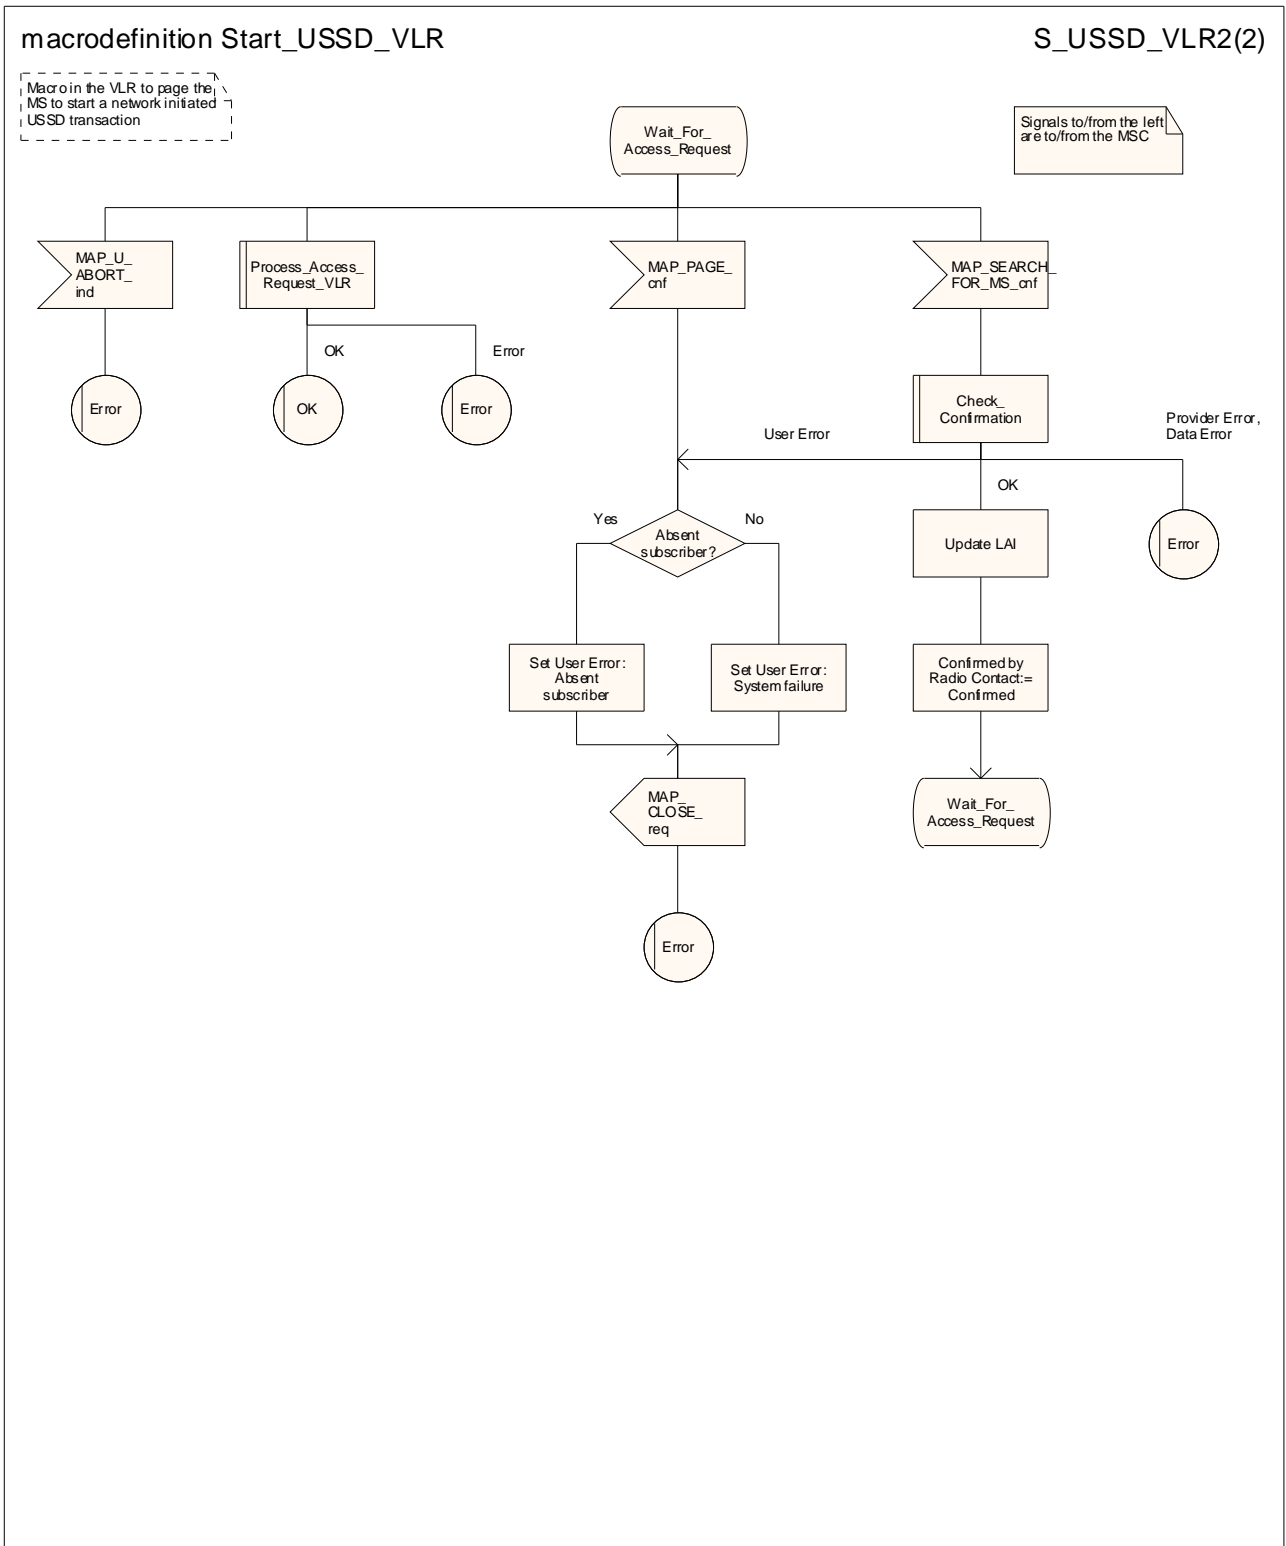 macrodefinition Start_USSD_VLR
S_USSD_VLR2(2)
Macro in the VLR to page the
MS to start a network initiated
USSD transaction
Wait_For_
Access_Request
Signals to/from the left
are to/from the MSC
MAP_U_
ABORT_
ind
Process_Access_
Request_VLR
MAP_PAGE_
cnf
MAP_SEARCH_
FOR_MS_cnf
OK
Error
Error
OK
Error
Check_
Confirmation
User Error
Provider Error,
Data Error
OK
Yes
No
Absent
subscriber?
Update LAI
Error
Set User Error:
Absent
subscriber
Set User Error:
System failure
Confirmed by
Radio Contact:=
Confirmed
MAP_
CLOSE_
req
Wait_For_
Access_Request
Error